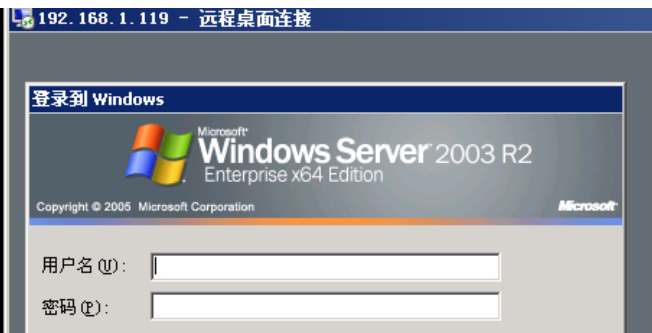 192.168.1.119 - 远程桌面连接
登录到 Windows
Microsoft
Windows Server 2003 R2
Enterprise x64 Edition
Copyright © 2005 Microsoft Corporation Microsoft
用户名(U):
密码(P):